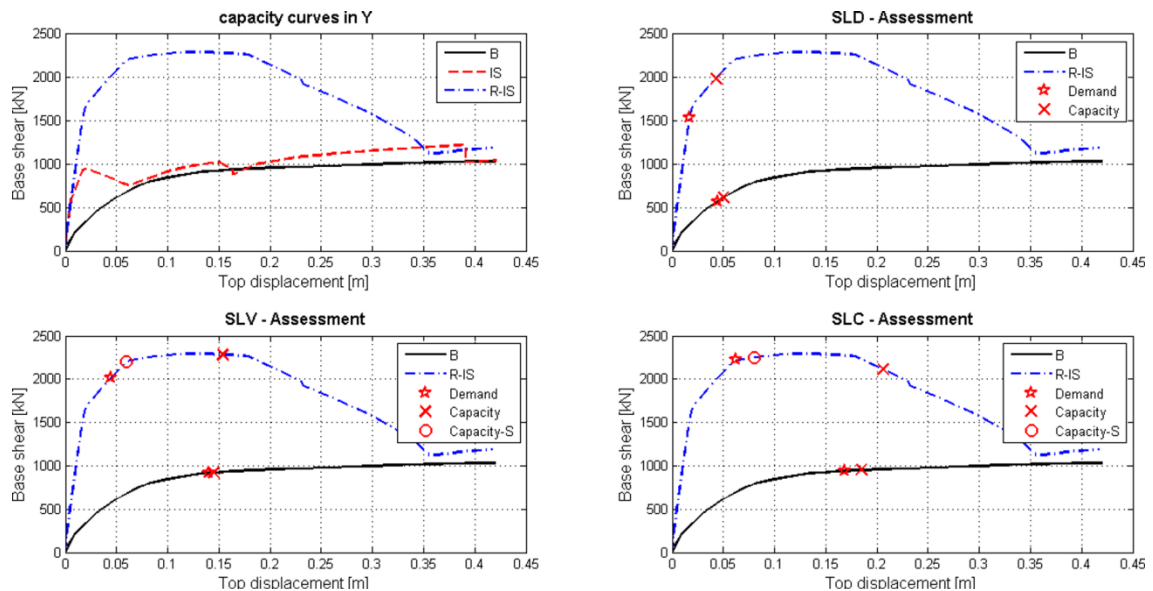 capacity curves in Y
2500
2000
1500
1000
500
0
Base shear [kN]
B
IS
R-IS
0 0.05 0.1 0.15 0.2 0.25 0.3 0.35 0.4 0.45
Top displacement [m]
SLD - Assessment
2500
2000
1500
1000
500
0
Base shear [kN]
B
R-IS
Demand
Capacity
0 0.05 0.1 0.15 0.2 0.25 0.3 0.35 0.4 0.45
Top displacement [m]
SLV - Assessment
2500
2000
1500
1000
500
0
Base shear [kN]
B
R-IS
Demand
Capacity
Capacity-S
0 0.05 0.1 0.15 0.2 0.25 0.3 0.35 0.4 0.45
Top displacement [m]
SLC - Assessment
2500
2000
1500
1000
500
0
Base shear [kN]
B
R-IS
Demand
Capacity
Capacity-S
0 0.05 0.1 0.15 0.2 0.25 0.3 0.35 0.4 0.45
Top displacement [m]